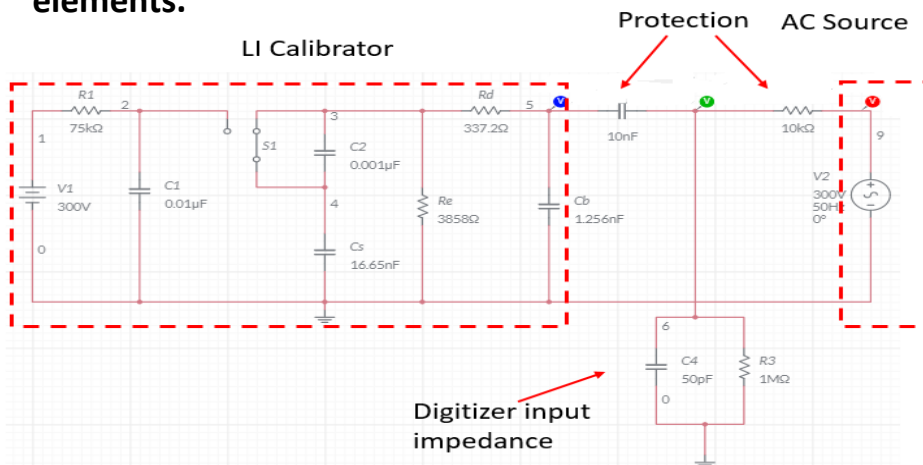 elements.
Protection
AC Source
LI Calibrator
R1
75kΩ
2
1
V1
300V
0
C1
0.01µF
S1
3
C2
0.001µF
4
Cs
16.65nF
Re
3858Ω
Rd
337.2Ω
5
V
Cb
1.256nF
10nF
V
10kΩ
V
9
V2
300V
50Hz
0°
6
C4
50pF
0
R3
1MΩ
Digitizer input
impedance